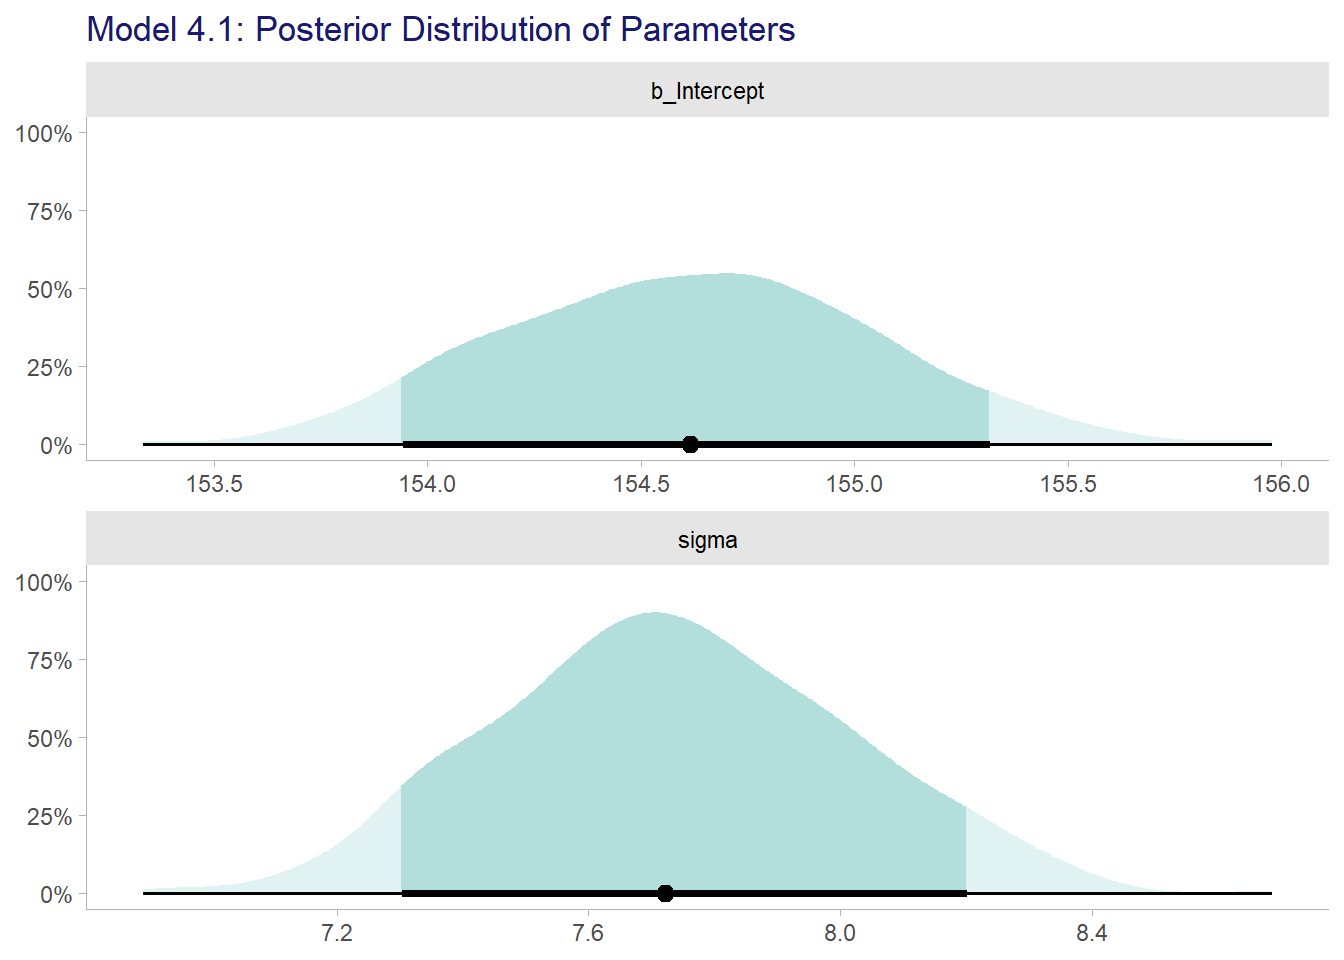 Model 4.1: Posterior Distribution of Parameters
b_Intercept
100%
75%
50%
25%
0%
153.5 154.0 154.5 155.0 155.5 156.0
sigma
100%
75%
50%
25%
0%
7.2 7.6 8.0 8.4